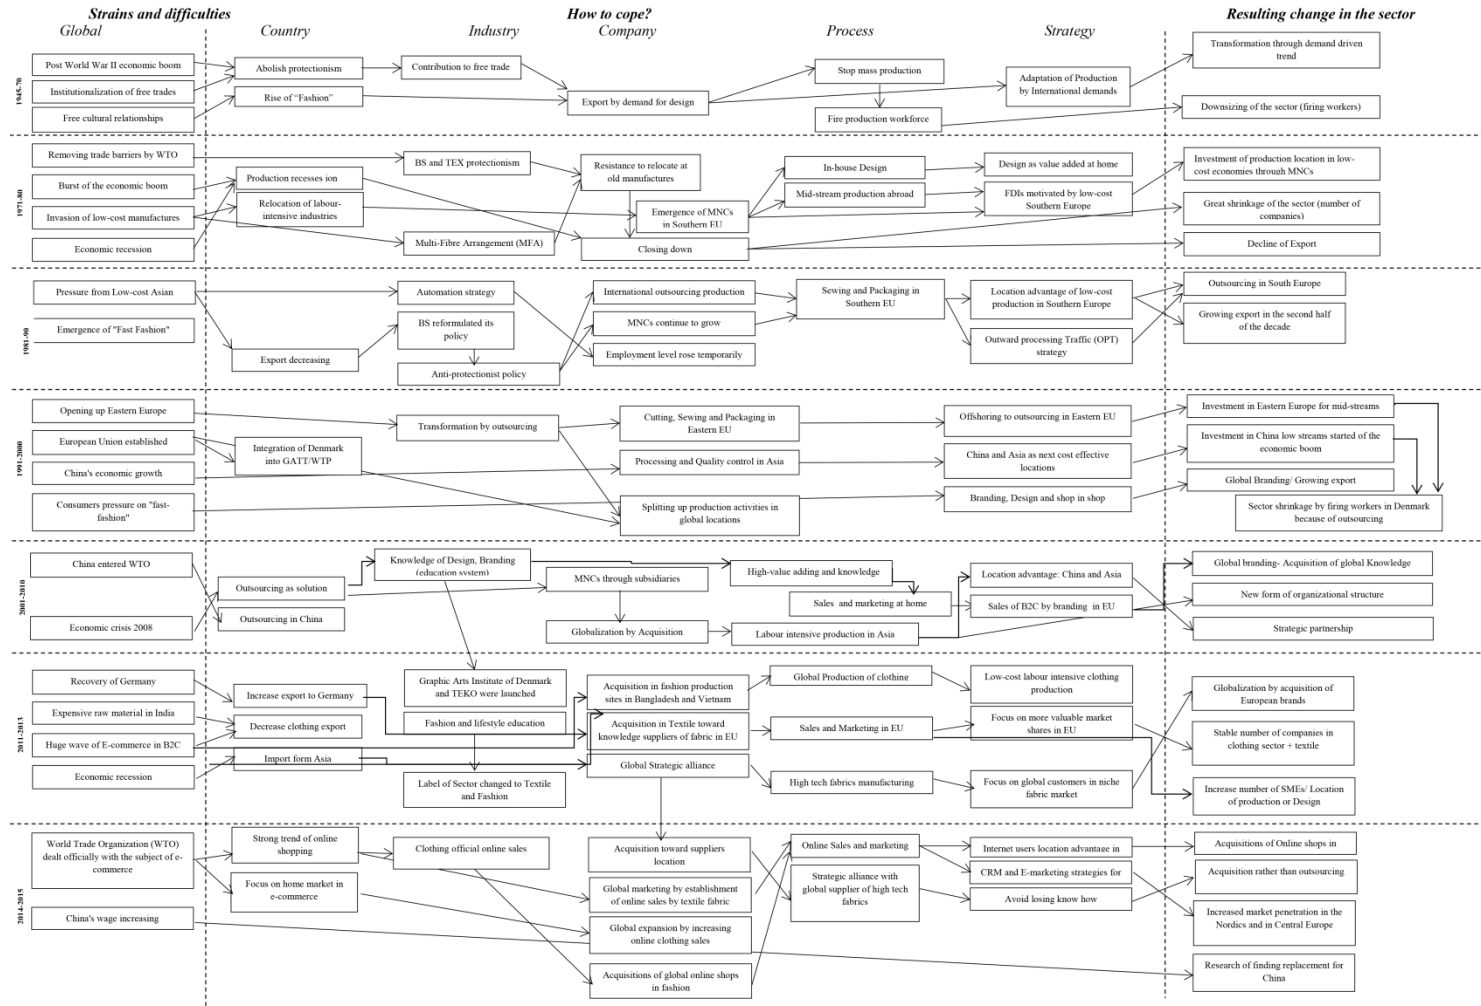 Strains and difficulties
How to cope?
Resulting change in the sector
Global
Country
Industry
Company
Process
Strategy
1945-70
Post World War II economic boom
Institutionalization of free trades
Free cultural relationships
Abolish protectionism
Rise of “Fashion”
Contribution to free trade
Export by demand for design
Stop mass production
Fire production workforce
Adaptation of Production
by International demands
Transformation through demand driven
trend
Downsizing of the sector (firing workers)
1971-80
Removing trade barriers by WTO
Burst of the economic boom
Invasion of low-cost manufactures
Economic recession
Production recesses ion
Relocation of labour-
intensive industries
BS and TEX protectionism
Multi-Fibre Arrangement (MFA)
Resistance to relocate at
old manufactures
Emergence of MNCs
in Southern EU
Closing down
In-house Design
Mid-stream production abroad
Design as value added at home
FDIs motivated by low-cost
Southern Europe
Investment of production location in low-
cost economies through MNCs
Great shrinkage of the sector (number of
companies)
Decline of Export
1981-90
Pressure from Low-cost Asian
Emergence of "Fast Fashion"
Export decreasing
Automation strategy
BS reformulated its
policy
Anti-protectionist policy
International outsourcing production
MNCs continue to grow
Employment level rose temporarily
Sewing and Packaging in
Southern EU
Location advantage of low-cost
production in Southern Europe
Outward processing Traffic (OPT)
strategy
Outsourcing in South Europe
Growing export in the second half
of the decade
1991-2000
Opening up Eastern Europe
European Union established
China's economic growth
Consumers pressure on "fast-
fashion"
Integration of Denmark
into GATT/WTP
Transformation by outsourcing
Cutting, Sewing and Packaging in
Eastern EU
Processing and Quality control in Asia
Splitting up production activities in
global locations
Offshoring to outsourcing in Eastern EU
China and Asia as next cost effective
locations
Branding, Design and shop in shop
Investment in Eastern Europe for mid-streams
Investment in China low streams started of the
economic boom
Global Branding/ Growing export
Sector shrinkage by firing workers in Denmark
because of outsourcing
2001-2010
China entered WTO
Economic crisis 2008
Outsourcing as solution
Outsourcing in China
Knowledge of Design, Branding
(education system)
MNCs through subsidiaries
Globalization by Acquisition
High-value adding and knowledge
Sales and marketing at home
Labour intensive production in Asia
Location advantage: China and Asia
Sales of B2C by branding in EU
Global branding- Acquisition of global Knowledge
New form of organizational structure
Strategic partnership
2011-2013
Recovery of Germany
Expensive raw material in India
Huge wave of E-commerce in B2C
Economic recession
Increase export to Germany
Decrease clothing export
Import form Asia
Graphic Arts Institute of Denmark
and TEKO were launched
Fashion and lifestyle education
Label of Sector changed to Textile
and Fashion
Acquisition in fashion production
sites in Bangladesh and Vietnam
Acquisition in Textile toward
knowledge suppliers of fabric in EU
Global Strategic alliance
Global Production of clothing
Sales and Marketing in EU
High tech fabrics manufacturing
Low-cost labour intensive clothing
production
Focus on more valuable market
shares in EU
Focus on global customers in niche
fabric market
Globalization by acquisition of
European brands
Stable number of companies in
clothing sector + textile
Increase number of SMEs/ Location
of production or Design
2014-2015
World Trade Organization (WTO)
dealt officially with the subject of e-
commerce
China's wage increasing
Strong trend of online
shopping
Focus on home market in
e-commerce
Clothing official online sales
Acquisition toward suppliers
location
Global marketing by establishment
of online sales by textile fabric
Global expansion by increasing
online clothing sales
Acquisitions of global online shops
in fashion
Online Sales and marketing
Strategic alliance with
global supplier of high tech
fabrics
Internet users location advantage in
CRM and E-marketing strategies for
Avoid losing know how
Acquisitions of Online shops in
Acquisition rather than outsourcing
Increased market penetration in the
Nordics and in Central Europe
Research of finding replacement for
China